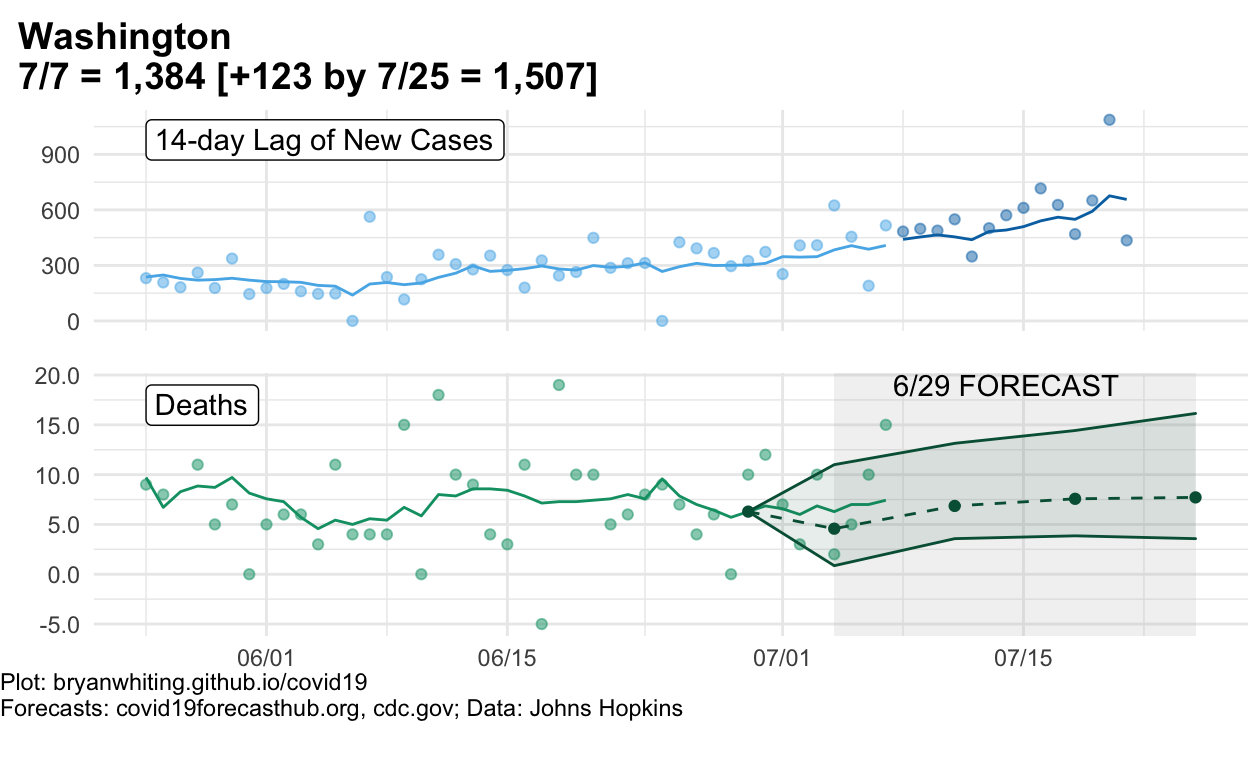 Washington
7/7 = 1,384 [+123 by 7/25 = 1,507]
14-day Lag of New Cases
900
600
300
0
6/29 FORECAST
Deaths
20.0
15.0
10.0
5.0
0.0
-5.0
06/01 06/15 07/01 07/15
Plot: bryanwhiting.github.io/covid19
Forecasts: covid19forecasthub.org, cdc.gov; Data: Johns Hopkins